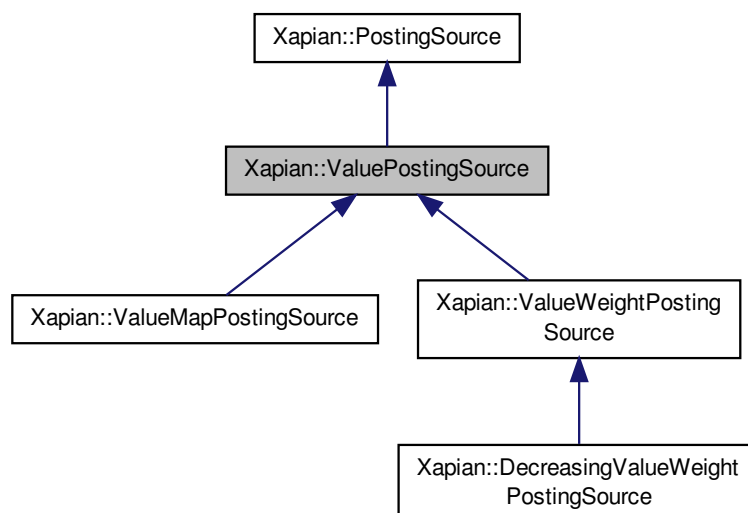 Xapian::PostingSource
Xapian::ValuePostingSource
Xapian::ValueMapPostingSource
Xapian::ValueWeightPosting
Source
Xapian::DecreasingValueWeight
PostingSource